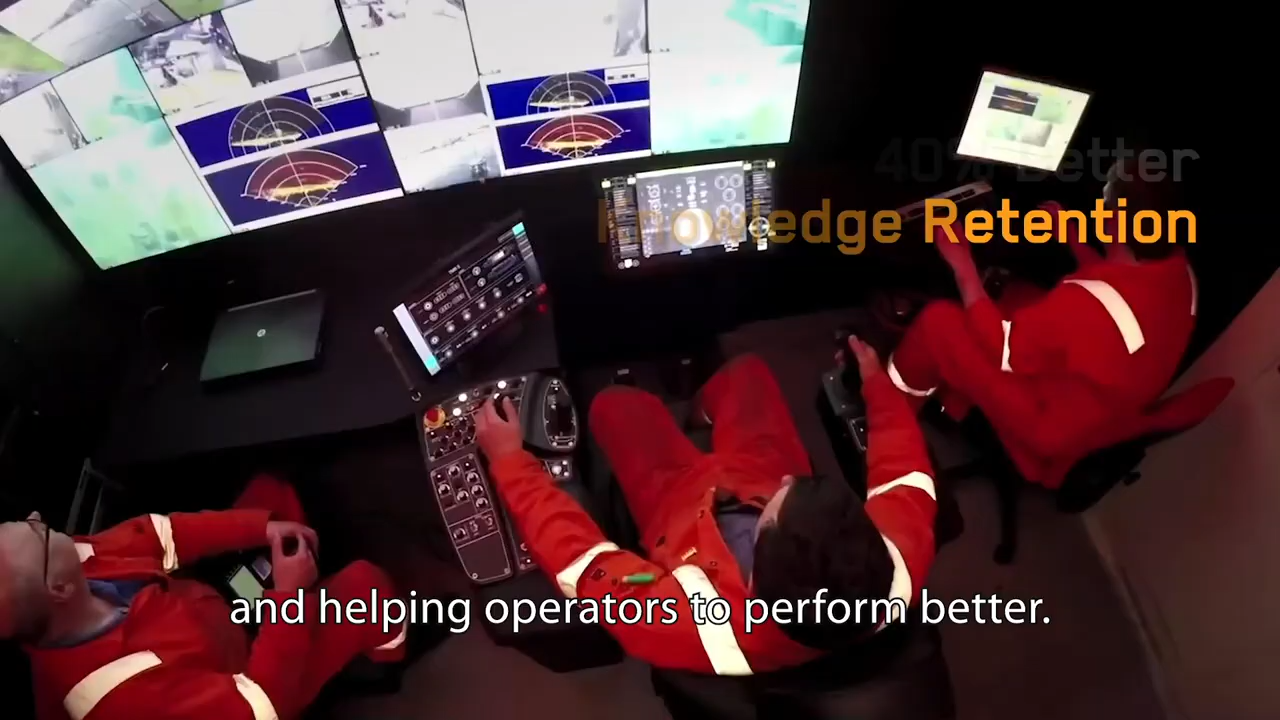 40% Better
Knowledge Retention
and helping operators to perform better.